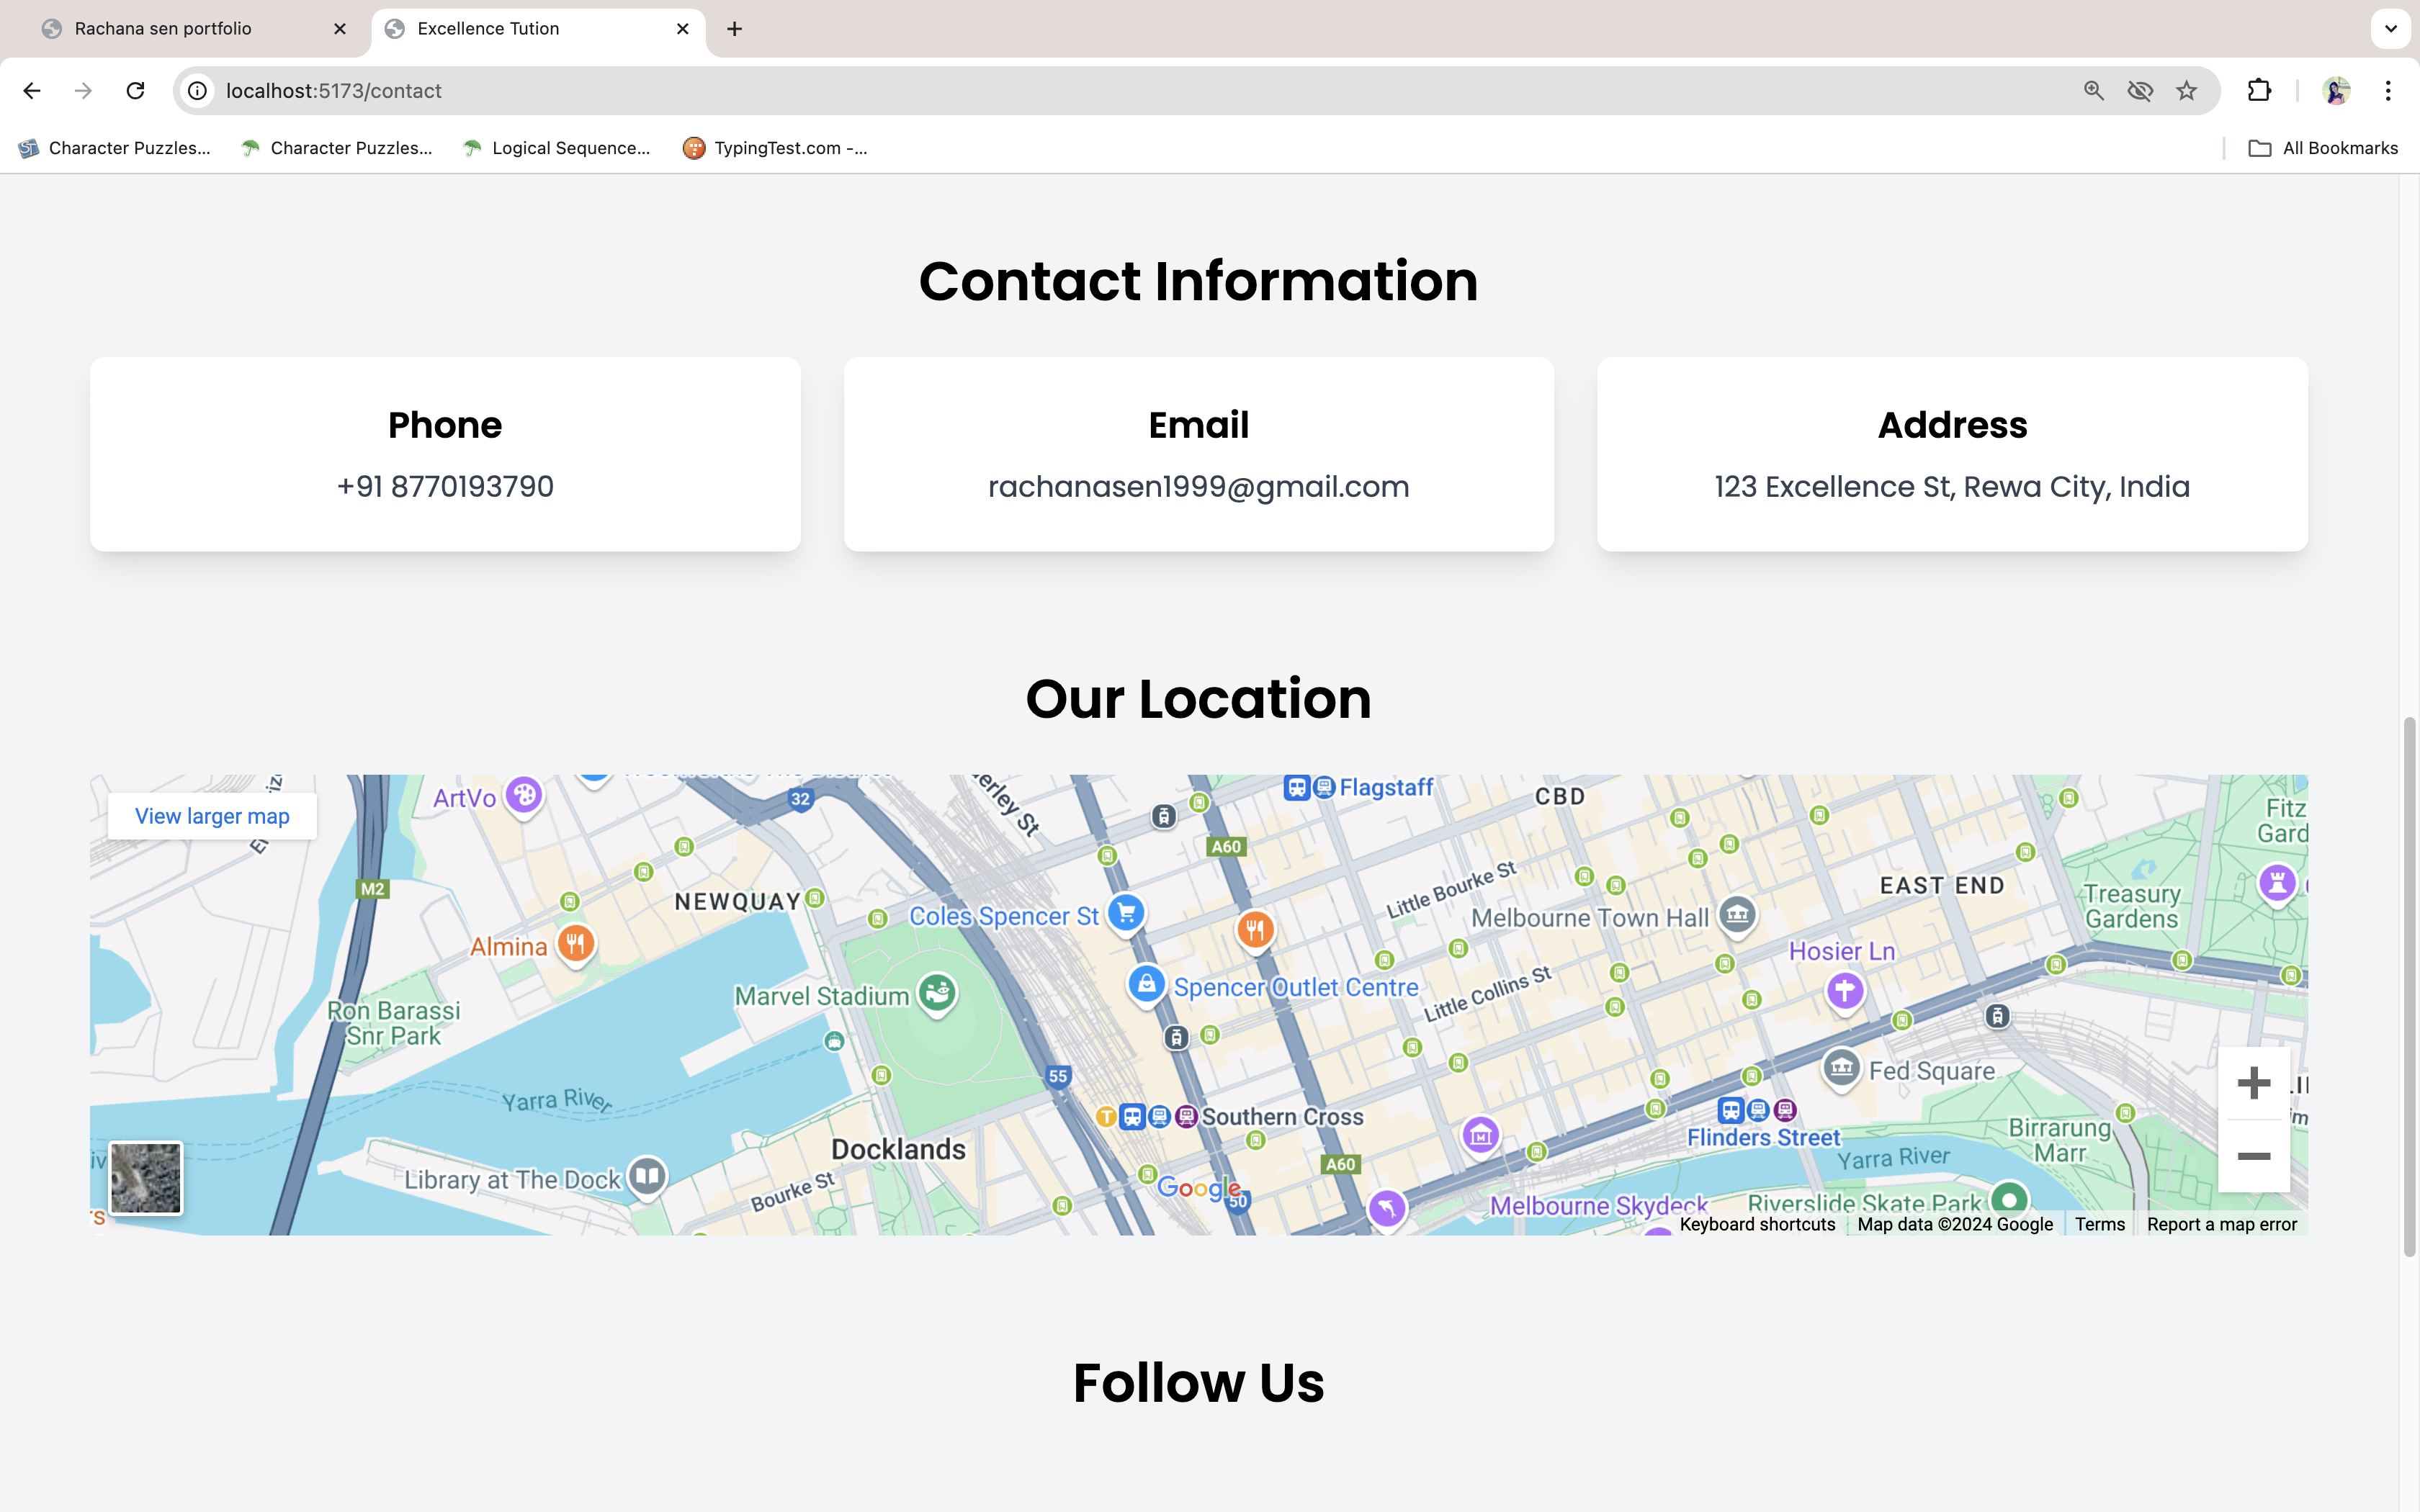 Rachana sen portfolio
Excellence Tution
localhost:5173/contact
Character Puzzles...
Character Puzzles...
Logical Sequence...
TypingTest.com -...
All Bookmarks
Contact Information
Phone
+91 8770193790
Email
rachanasen1999@gmail.com
Address
123 Excellence St, Rewa City, India
Our Location
View larger map
ArtVo
32
Flagstaff
CBD
A60
M2
NEWQUAY
Coles Spencer St
Little Bourke St
Melbourne Town Hall
EAST END
Treasury
Gardens
Almina
Hosier Ln
Marvel Stadium
Spencer Outlet Centre
Little Collins St
Ron Barassi
Snr Park
55
Fed Square
Yarra River
T
Southern Cross
Flinders Street
Birrarung
Marr
Docklands
A60
Yarra River
Library at The Dock
Bourke St
Google
50
Melbourne Skydeck
Riverslide Skate Park
Keyboard shortcuts
Map data ©2024 Google
Terms
Report a map error
Follow Us